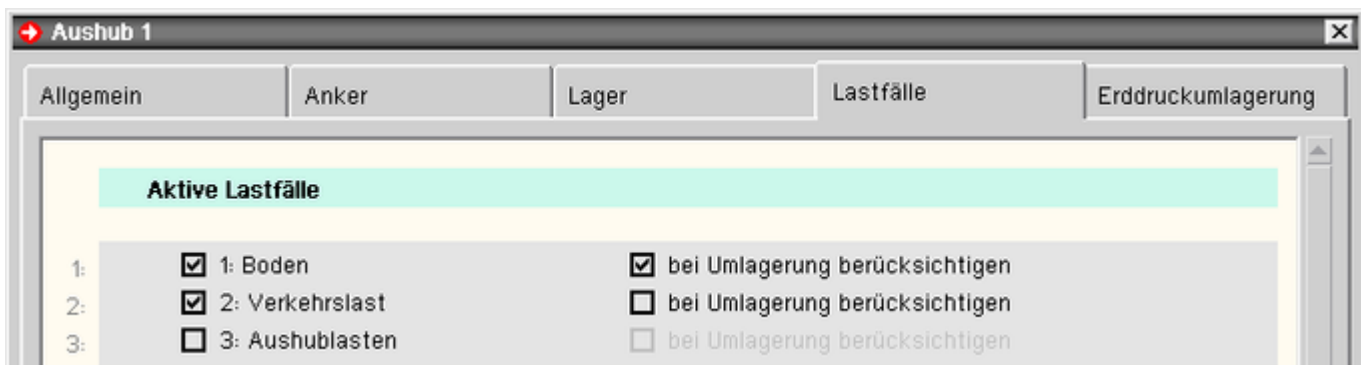 Aushub 1
Allgemein Anker Lager Lastfälle Erddruckumlagerung
Aktive Lastfälle
1: 1: Boden bei Umlagerung berücksichtigen
2: 2: Verkehrslast bei Umlagerung berücksichtigen
3: 3: Aushublasten bei Umlagerung berücksichtigen